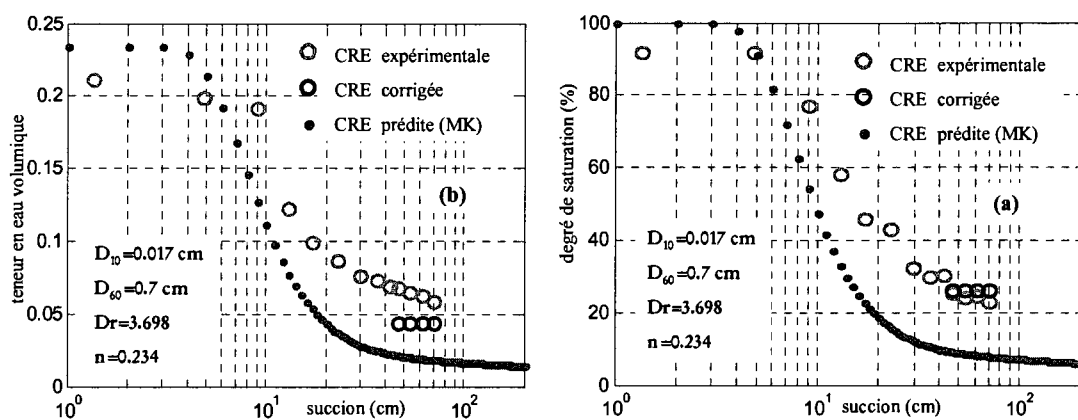 teneur en eau volumique
0.25
0.2
0.15
0.1
0.05
0
CRE expérimentale
CRE corrigée
CRE prédite (MK)
(b)
D10=0.017 cm
D60=0.7 cm
Dr=3.698
n=0.234
10^0
10^1
10^2
succion (cm)
degré de saturation (%)
100
80
60
40
20
0
CRE expérimentale
CRE corrigée
CRE prédite (MK)
(a)
D10=0.017 cm
D60=0.7 cm
Dr=3.698
n=0.234
10^0
10^1
10^2
succion (cm)